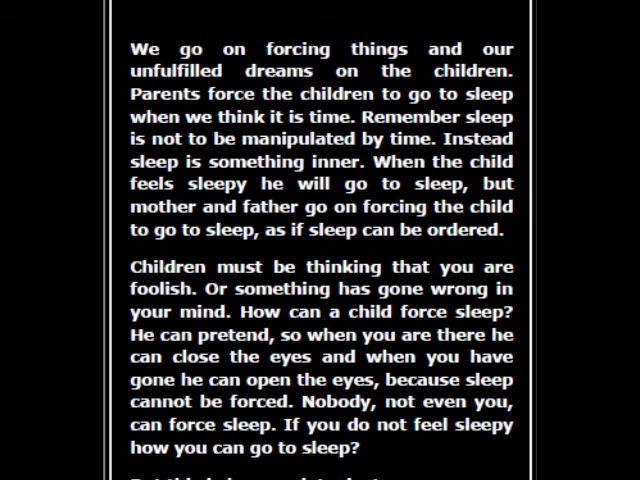 We go on forcing things and our
unfulfilled dreams on the children.
Parents force the children to go to sleep
when we think it is time. Remember sleep
is not to be manipulated by time. Instead
sleep is something inner. When the child
feels sleepy he will go to sleep, but
mother and father go on forcing the child
to go to sleep, as if sleep can be ordered.
Children must be thinking that you are
foolish. Or something has gone wrong in
your mind. How can a child force sleep?
He can pretend, so when you are there he
can close the eyes and when you have
gone he can open the eyes, because sleep
cannot be forced. Nobody, not even you,
can force sleep. If you do not feel sleepy
how you can go to sleep?